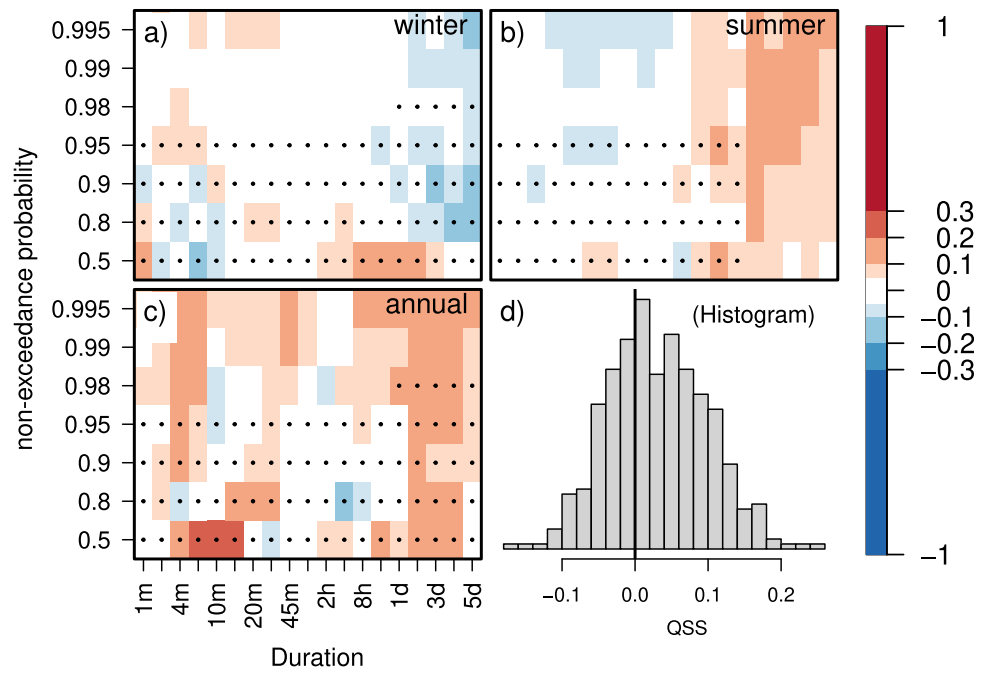 a) winter
b) summer
0.995
0.99
0.98
0.95
0.9
0.8
0.5
c) annual
d) (Histogram)
0.995
0.99
0.98
0.95
0.9
0.8
0.5
non-exceedance probability
1m 4m 10m 20m 45m 2h 8h 1d 3d 5d
Duration
−0.1 0.0 0.1 0.2
QSS
1
0.3
0.2
0.1
0
−0.1
−0.2
−0.3
−1